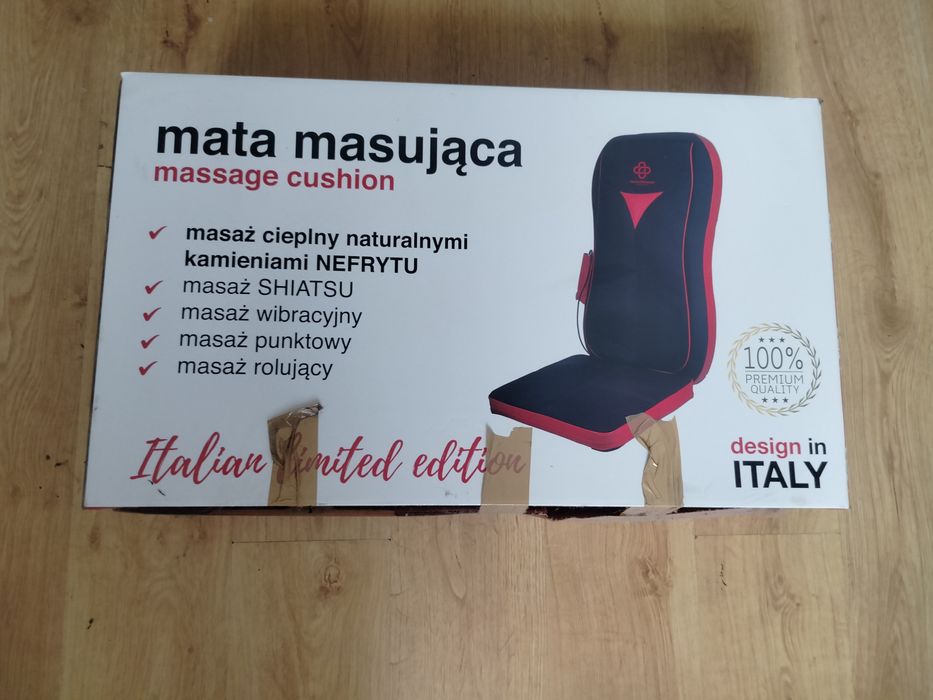 mata masująca
massage cushion
masaż cieplny naturalnymi
kamieniami NEFRYTU
masaż SHIATSU
masaż wibracyjny
masaż punktowy
masaż rolujący
Italian limited edition
100%
PREMIUM
QUALITY
design in
ITALY